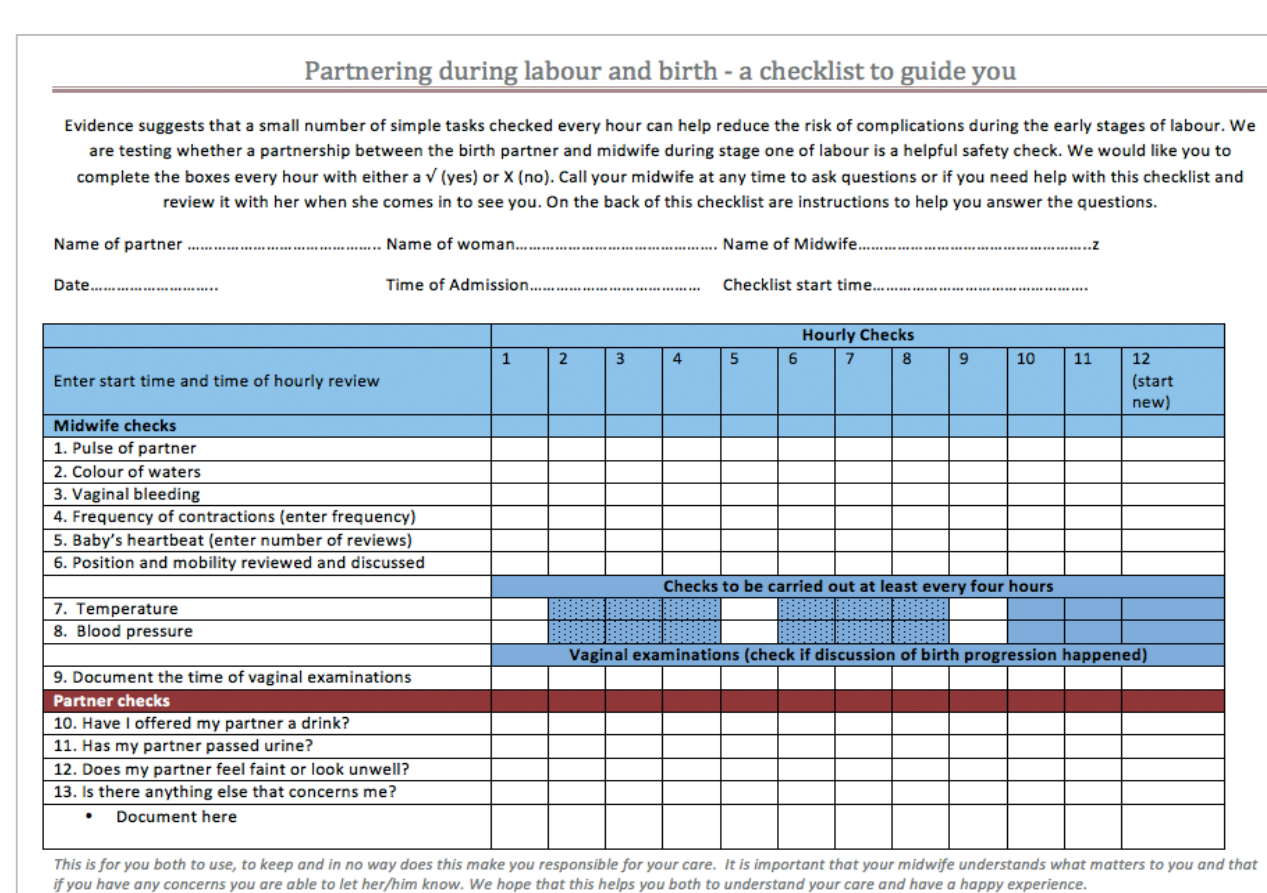 Partnering during labour and birth - a checklist to guide you
Evidence suggests that a small number of simple tasks checked every hour can help reduce the risk of complications during the early stages of labour. We
are testing whether a partnership between the birth partner and midwife during stage one of labour is a helpful safety check. We would like you to
complete the boxes every hour with either a √ (yes) or X (no). Call your midwife at any time to ask questions or if you need help with this checklist and
review it with her when she comes in to see you. On the back of this checklist are instructions to help you answer the questions.
Name of partner …………………………………….. Name of woman………………………………………. Name of Midwife……………………………………………..z
Date……………………….. Time of Admission………………………………… Checklist start time………………………………………….
Hourly Checks
Enter start time and time of hourly review 1 2 3 4 5 6 7 8 9 10 11 12
(start
new)
Midwife checks
1. Pulse of partner
2. Colour of waters
3. Vaginal bleeding
4. Frequency of contractions (enter frequency)
5. Baby's heartbeat (enter number of reviews)
6. Position and mobility reviewed and discussed
Checks to be carried out at least every four hours
7. Temperature
8. Blood pressure
Vaginal examinations (check if discussion of birth progression happened)
9. Document the time of vaginal examinations
Partner checks
10. Have I offered my partner a drink?
11. Has my partner passed urine?
12. Does my partner feel faint or look unwell?
13. Is there anything else that concerns me?
• Document here
This is for you both to use, to keep and in no way does this make you responsible for your care. It is important that your midwife understands what matters to you and that
if you have any concerns you are able to let her/him know. We hope that this helps you both to understand your care and have a happy experience.